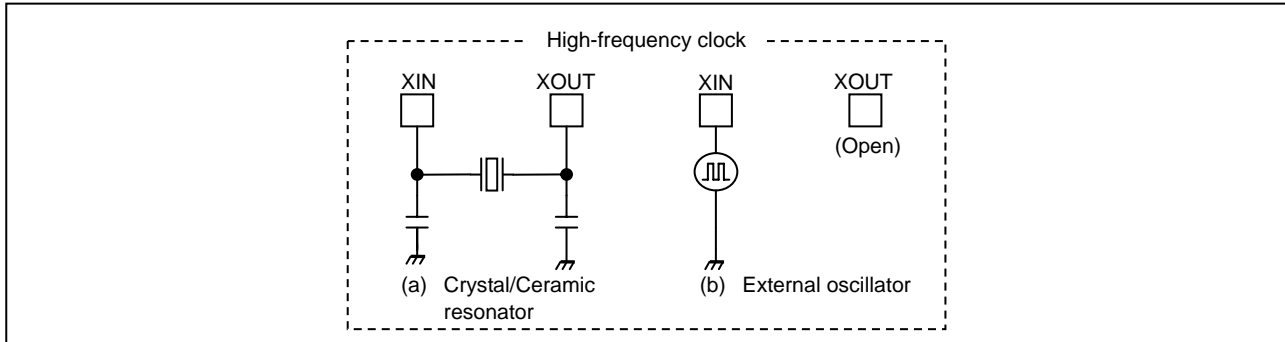 High-frequency clock
XIN XOUT XIN XOUT
(Open)
(a) Crystal/Ceramic
resonator
(b) External oscillator